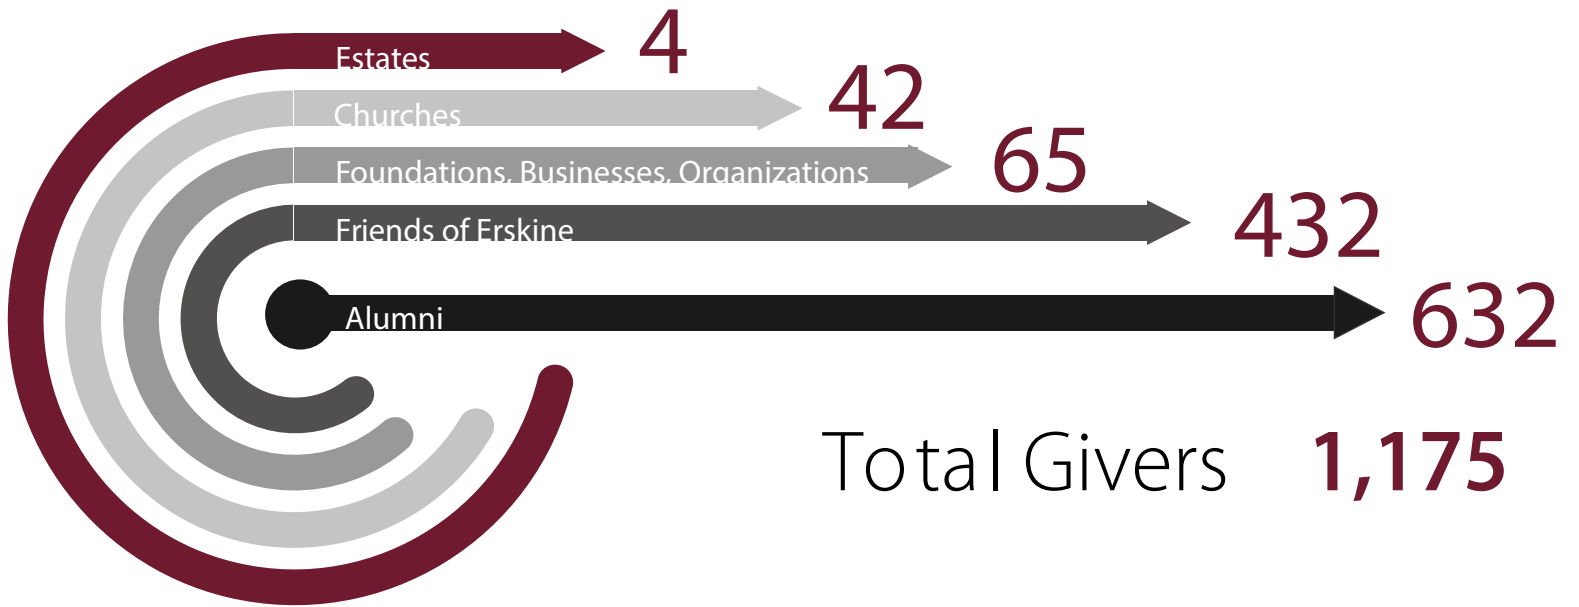 Estates 4
Churches 42
Foundations, Businesses, Organizations 65
Friends of Erskine 432
Alumni 632
Total Givers 1,175